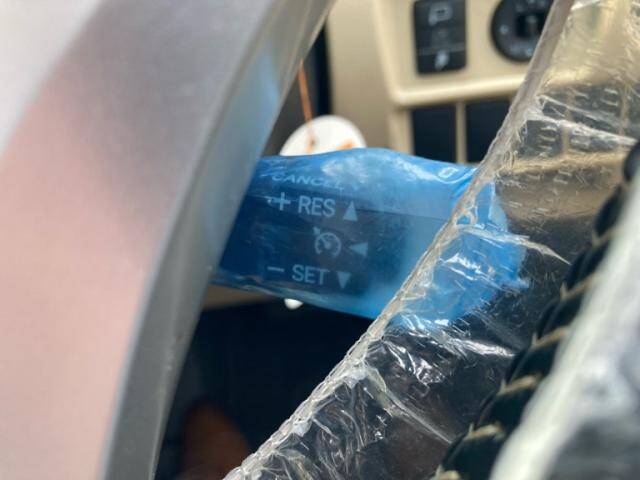 CANCEL
+ RES ▲
◄
− SET ▼